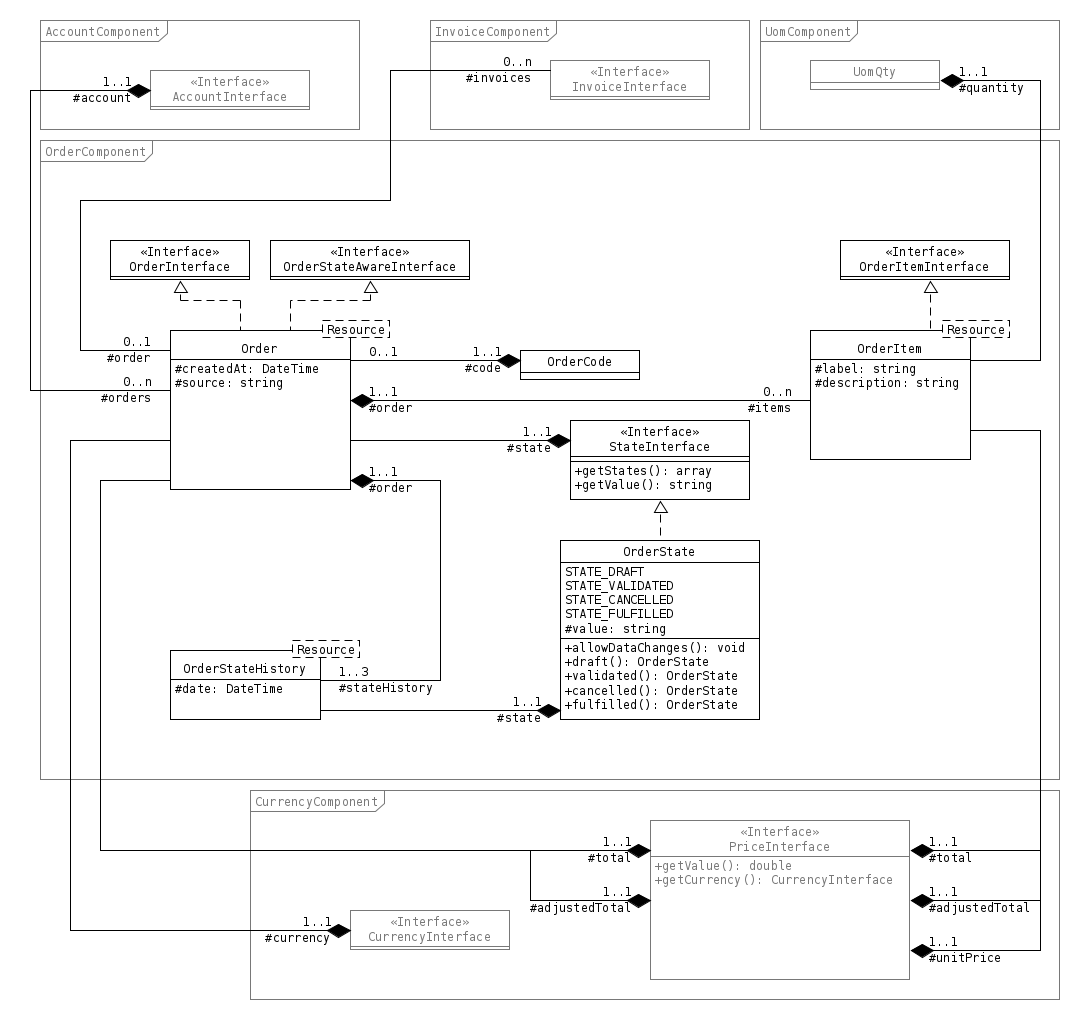 AccountComponent
1..1
#account
«Interface»
AccountInterface
InvoiceComponent
0..n
#invoices
«Interface»
InvoiceInterface
UomComponent
UomQty
1..1
#quantity
OrderComponent
«Interface»
OrderInterface
«Interface»
OrderStateAwareInterface
«Interface»
OrderItemInterface
0..1
#order
0..n
#orders
Resource
Order
#createdAt: DateTime
#source: string
0..1
1..1
#code
OrderCode
1..1
#order
0..n
#items
Resource
OrderItem
#label: string
#description: string
1..1
#state
«Interface»
StateInterface
+getStates(): array
+getValue(): string
1..1
#order
OrderState
STATE_DRAFT
STATE_VALIDATED
STATE_CANCELLED
STATE_FULFILLED
#value: string
+allowDataChanges(): void
+draft(): OrderState
+validated(): OrderState
+cancelled(): OrderState
+fulfilled(): OrderState
Resource
OrderStateHistory
#date: DateTime
1..3
#stateHistory
1..1
#state
CurrencyComponent
1..1
#total
1..1
#adjustedTotal
«Interface»
PriceInterface
+getValue(): double
+getCurrency(): CurrencyInterface
1..1
#total
1..1
#adjustedTotal
1..1
#unitPrice
1..1
#currency
«Interface»
CurrencyInterface